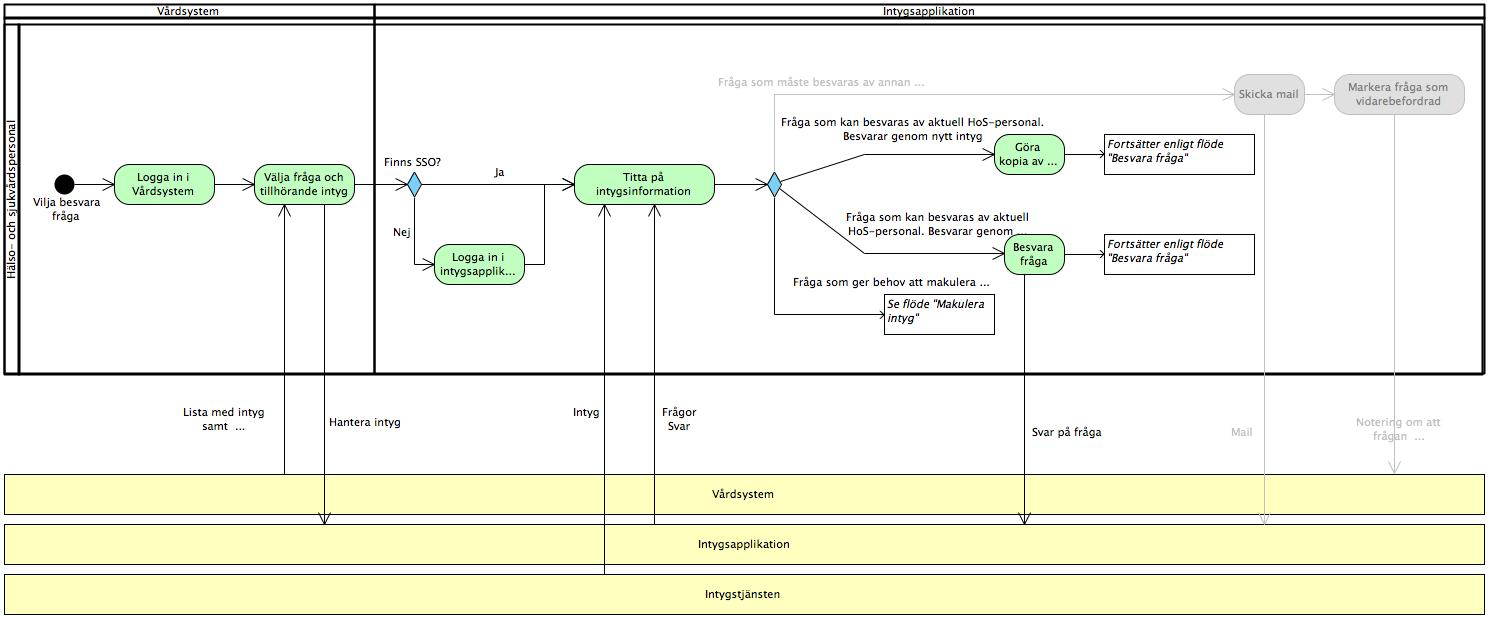 Vårdsystem
Intygsapplikation
Hälso- och sjukvårdspersonal
Vilja besvara
fråga
Logga in i
Vårdsystem
Välja fråga och
tillhörande intyg
Finns SSO?
Ja
Nej
Logga in i
intygsapplik...
Titta på
intygsinformation
Fråga som måste besvaras av annan ...
Skicka mail
Markera fråga som
vidarebefordrad
Fråga som kan besvaras av aktuell HoS-personal.
Besvarar genom nytt intyg
Göra
kopia av ...
Fortsätter enligt flöde
"Besvara fråga"
Fråga som kan besvaras av aktuell
HoS-personal. Besvarar genom ...
Besvara
fråga
Fortsätter enligt flöde
"Besvara fråga"
Fråga som ger behov att makulera ...
Se flöde "Makulera
intyg"
Lista med intyg
samt ...
Hantera intyg
Intyg
Frågor
Svar
Svar på fråga
Mail
Notering om att
frågan ...
Vårdsystem
Intygsapplikation
Intygstjänsten